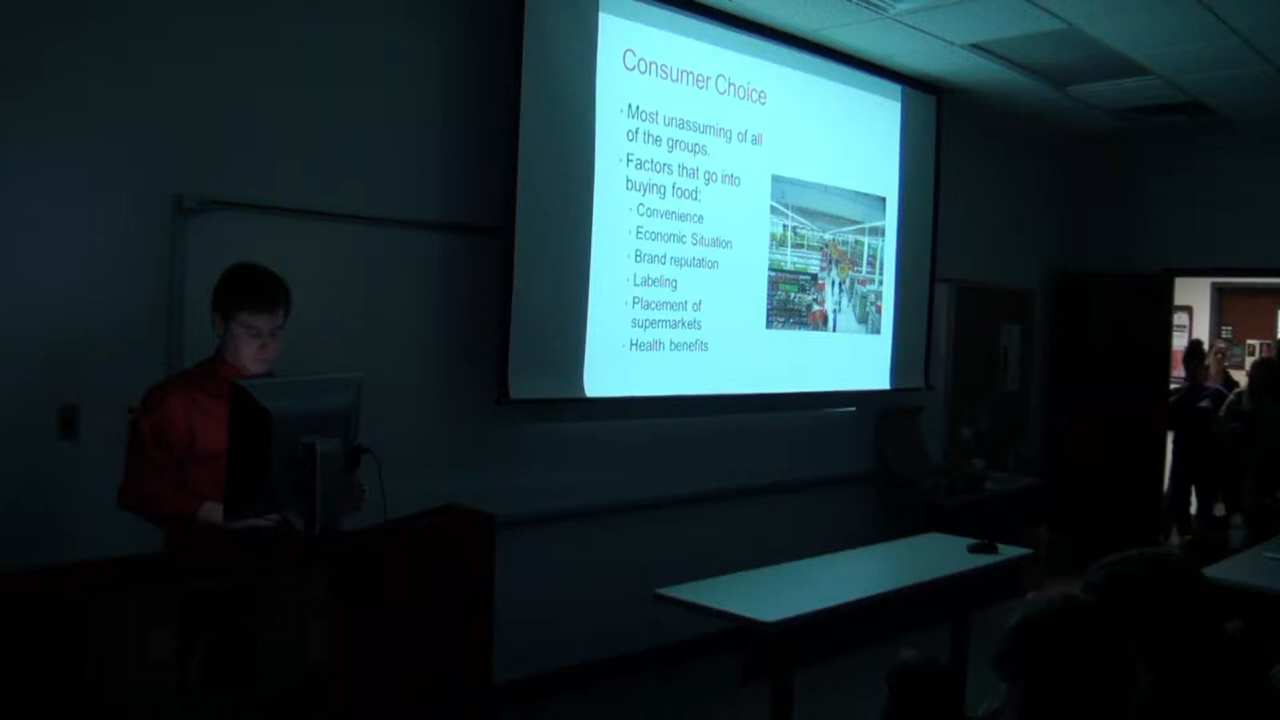 Consumer Choice
Most unassuming of all
of the groups.
Factors that go into
buying food;
Convenience
Economic Situation
Brand reputation
Labeling
Placement of
supermarkets
Health benefits